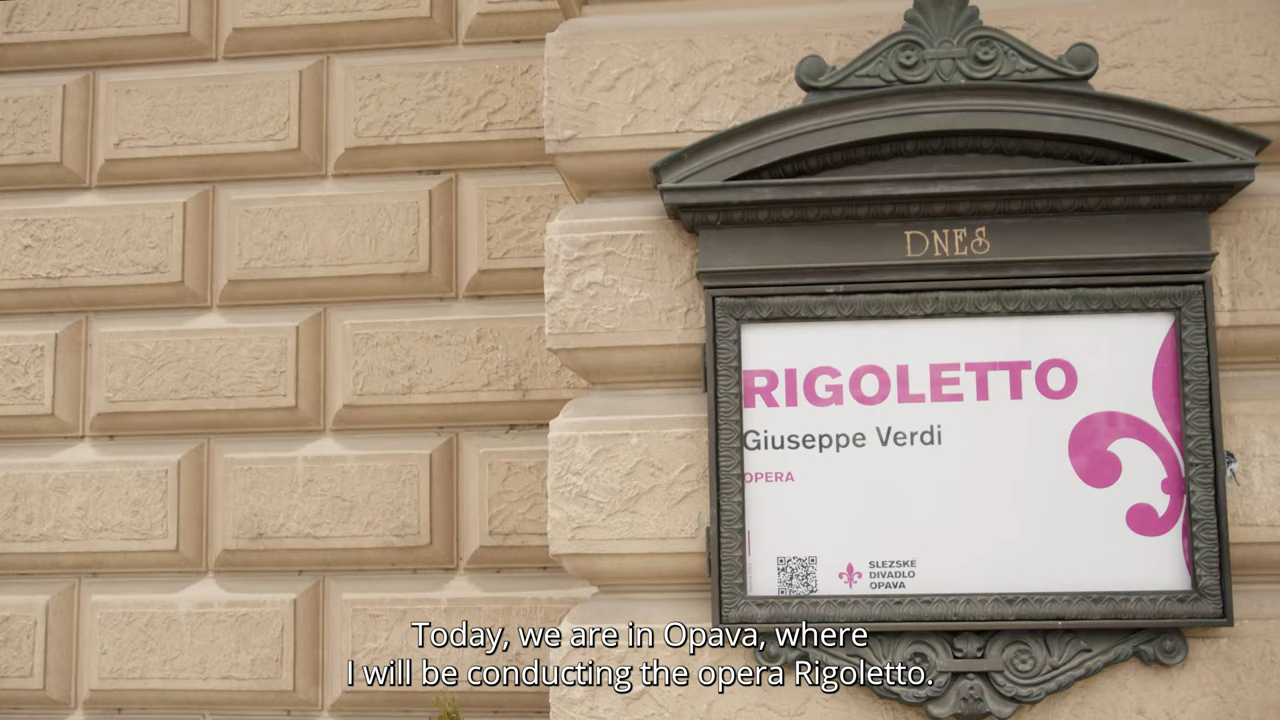 DNES
RIGOLETTO
Giuseppe Verdi
OPERA
SLEZSKÉ
DIVADLO
OPAVA
Today, we are in Opava, where
I will be conducting the opera Rigoletto.